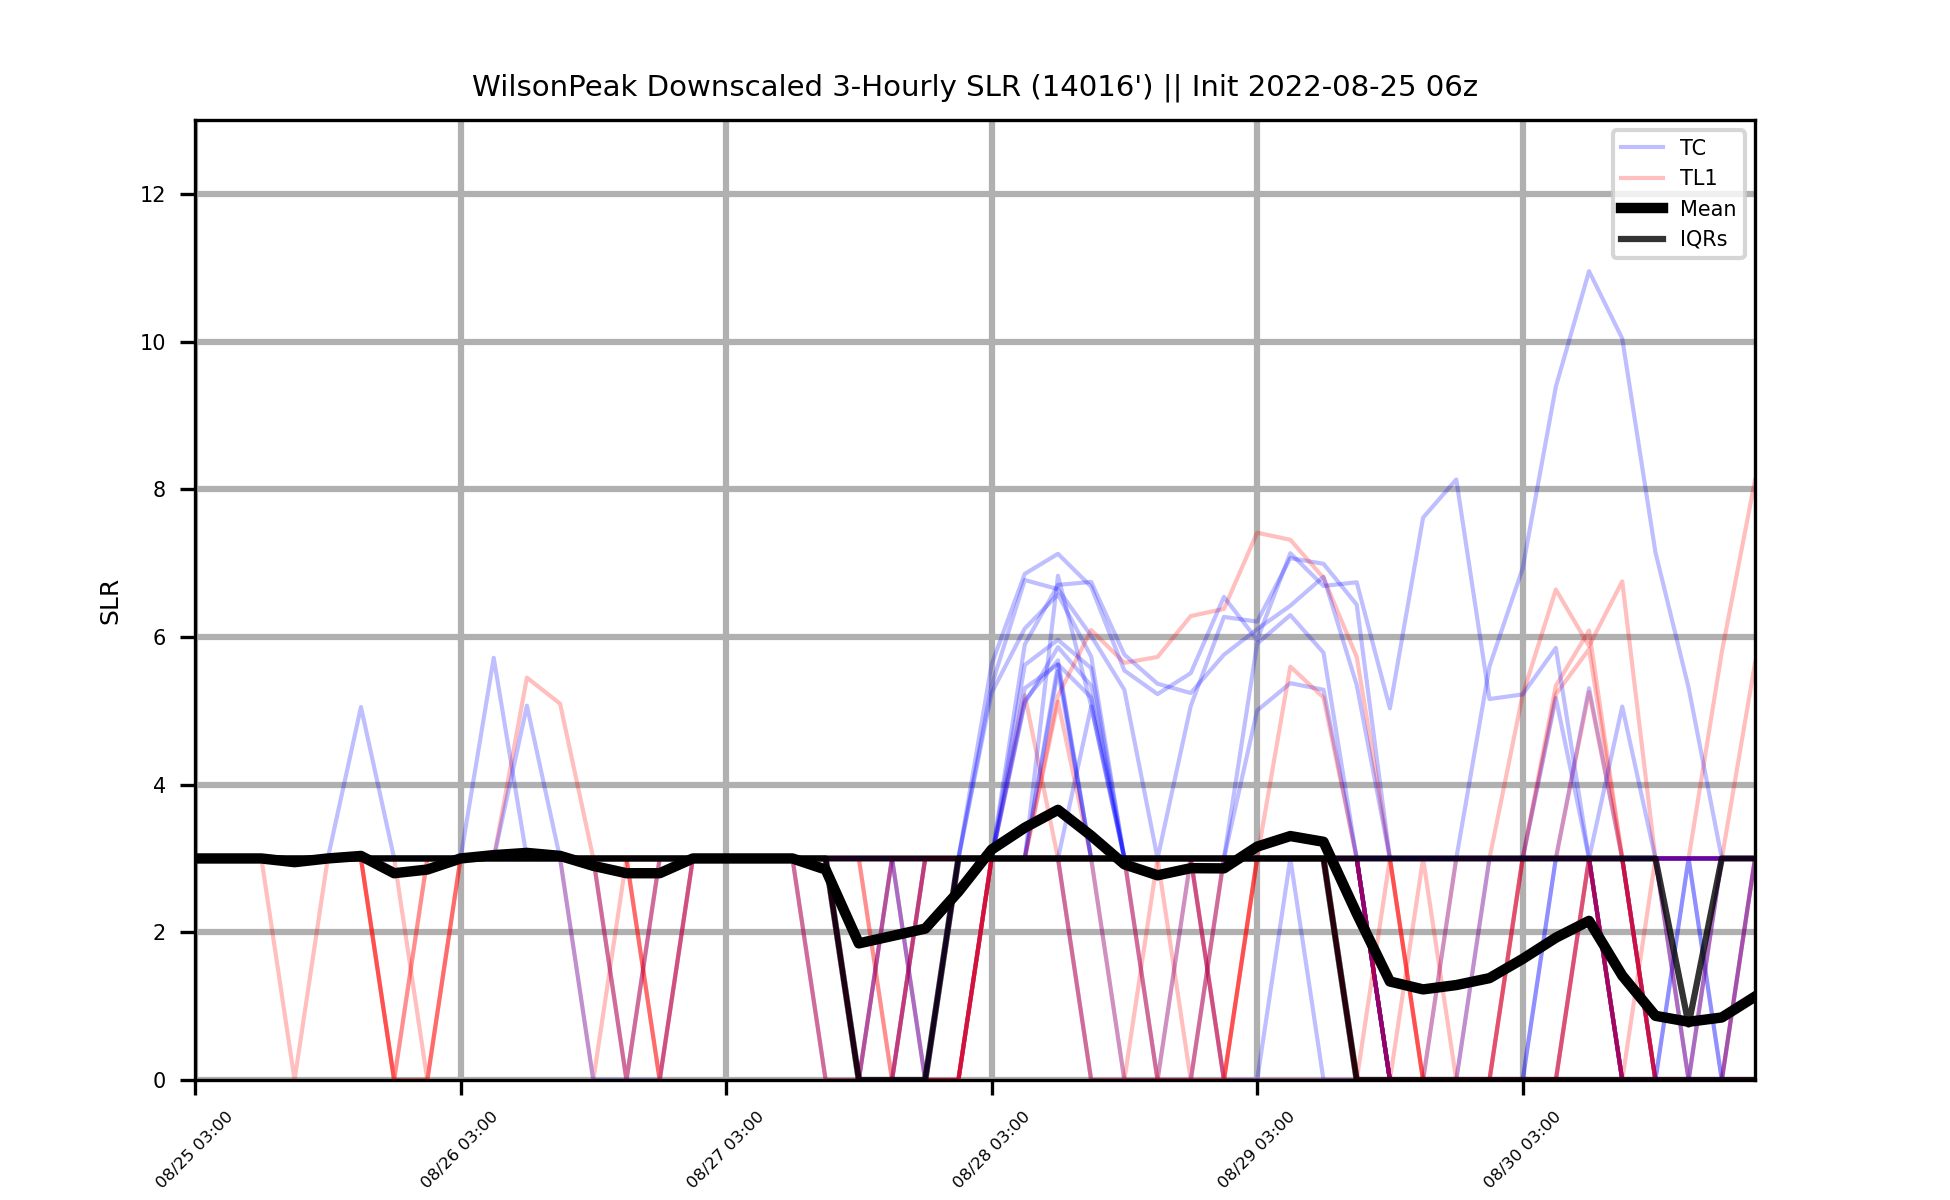 WilsonPeak Downscaled 3-Hourly SLR (14016') || Init 2022-08-25 06z
TC
TL1
Mean
IQRs
SLR
12
10
8
6
4
2
0
08/25 03:00
08/26 03:00
08/27 03:00
08/28 03:00
08/29 03:00
08/30 03:00